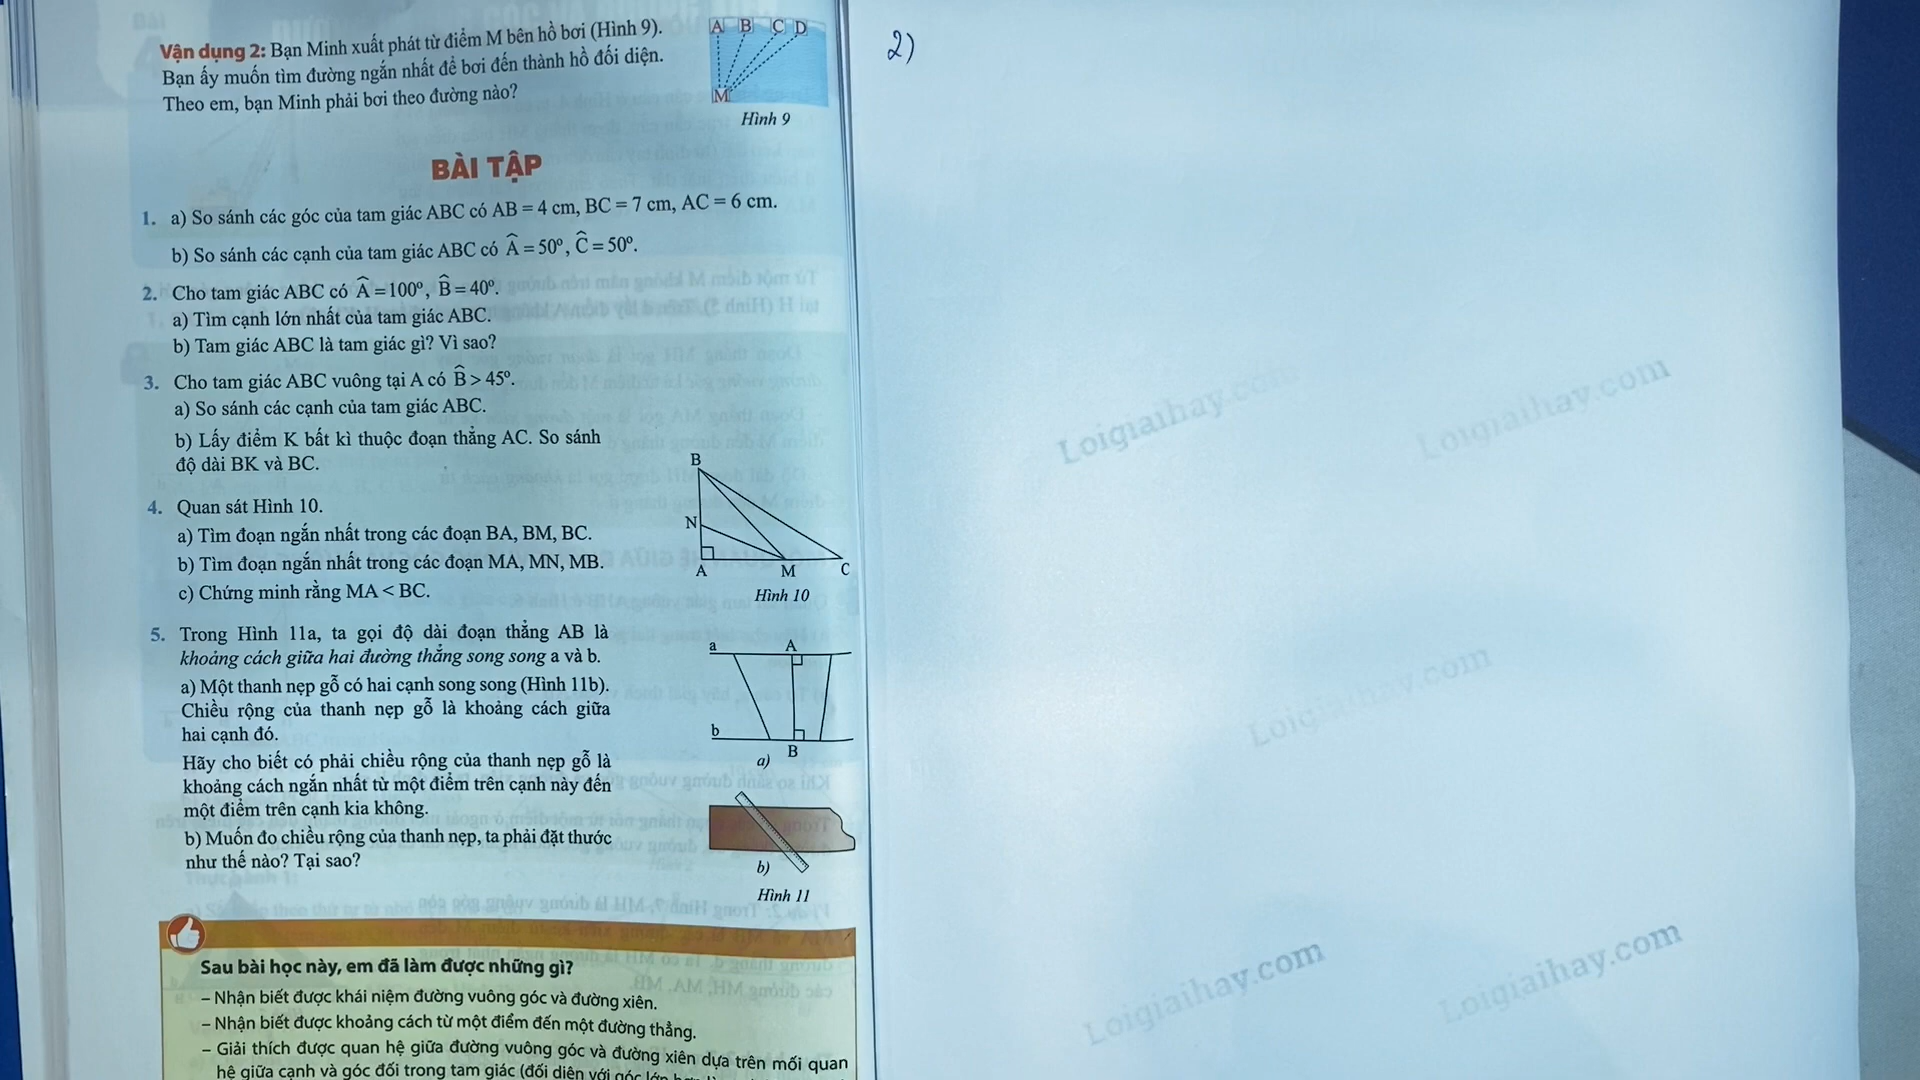 Vận dụng 2: Bạn Minh xuất phát từ điểm M bên hồ bơi (Hình 9).
Bạn ấy muốn tìm đường ngắn nhất để bơi đến thành hồ đối diện.
Theo em, bạn Minh phải bơi theo đường nào?
A B C D
M
Hình 9
2)
BÀI TẬP
1. a) So sánh các góc của tam giác ABC có AB = 4 cm, BC = 7 cm, AC = 6 cm.
b) So sánh các cạnh của tam giác ABC có Â = 50°, Ĉ = 50°.
2. Cho tam giác ABC có Â = 100°, B̂ = 40°.
a) Tìm cạnh lớn nhất của tam giác ABC.
b) Tam giác ABC là tam giác gì? Vì sao?
3. Cho tam giác ABC vuông tại A có B̂ > 45°.
a) So sánh các cạnh của tam giác ABC.
b) Lấy điểm K bất kì thuộc đoạn thẳng AC. So sánh
độ dài BK và BC.
4. Quan sát Hình 10.
a) Tìm đoạn ngắn nhất trong các đoạn BA, BM, BC.
b) Tìm đoạn ngắn nhất trong các đoạn MA, MN, MB.
c) Chứng minh rằng MA < BC.
B
N
A M C
Hình 10
5. Trong Hình 11a, ta gọi độ dài đoạn thẳng AB là
khoảng cách giữa hai đường thẳng song song a và b.
a) Một thanh nẹp gỗ có hai cạnh song song (Hình 11b).
Chiều rộng của thanh nẹp gỗ là khoảng cách giữa
hai cạnh đó.
Hãy cho biết có phải chiều rộng của thanh nẹp gỗ là
khoảng cách ngắn nhất từ một điểm trên cạnh này đến
một điểm trên cạnh kia không.
b) Muốn đo chiều rộng của thanh nẹp, ta phải đặt thước
như thế nào? Tại sao?
a A
b B
a)
b)
Hình 11
Sau bài học này, em đã làm được những gì?
– Nhận biết được khái niệm đường vuông góc và đường xiên.
– Nhận biết được khoảng cách từ một điểm đến một đường thẳng.
– Giải thích được quan hệ giữa đường vuông góc và đường xiên dựa trên mối quan
hệ giữa cạnh và góc đối trong tam giác (đối diện với góc
Loigiaihay.com
Loigiaihay.com
Loigiaihay.com
Loigiaihay.com
Loigiaihay.com